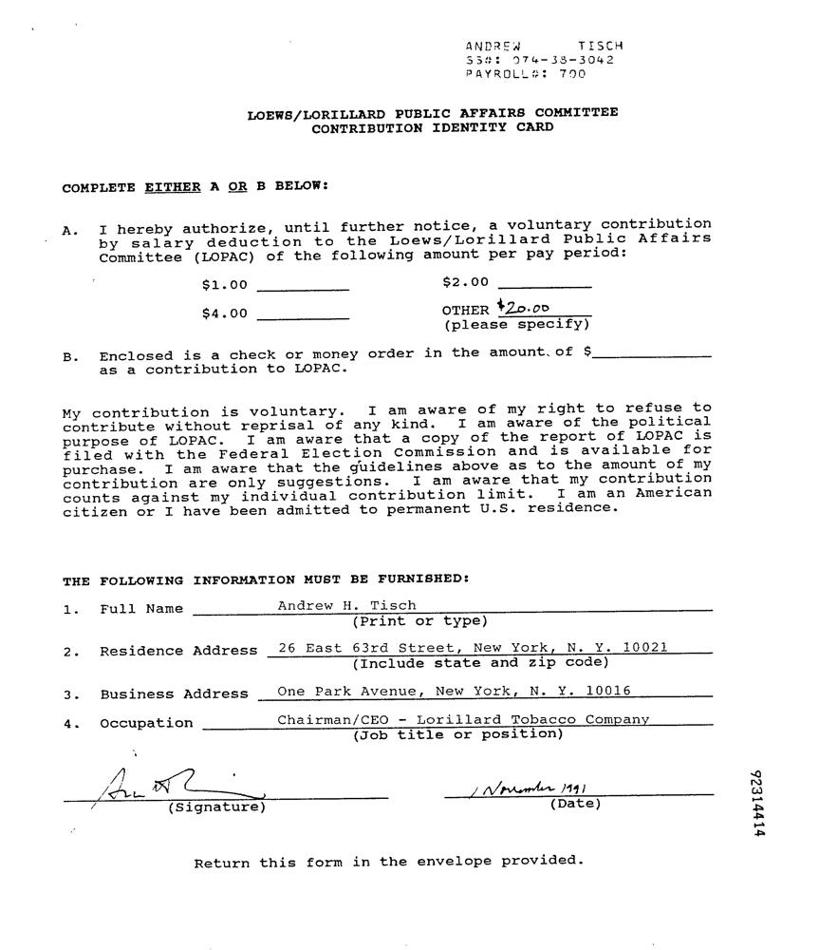 ANDREW TISCH
SS#:
PAYROLL#: 700
LOEWS/LORILLARD PUBLIC AFFAIRS COMMITTEE
CONTRIBUTION IDENTITY CARD
COMPLETE EITHER A OR B BELOW:
A. I hereby authorize, until further notice, a voluntary contribution
by salary deduction to the Loews/Lorillard Public Affairs
Committee (LOPAC) of the following amount per pay period:
$1.00 $2.00
$4.00 OTHER $20.00
(please specify)
B. Enclosed is a check or money order in the amount of $
as a contribution to LOPAC.
My contribution is voluntary. I am aware of my right to refuse to
contribute without reprisal of any kind. I am aware of the political
purpose of LOPAC. I am aware that a copy of the report of LOPAC is
filed with the Federal Election Commission and is available for
purchase. I am aware that the guidelines above as to the amount of my
contribution are only suggestions. I am aware that my contribution
counts against my individual contribution limit. I am an American
citizen or I have been admitted to permanent U.S. residence.
THE FOLLOWING INFORMATION MUST BE FURNISHED:
1. Full Name Andrew H. Tisch
(Print or type)
2. Residence Address 26 East 63rd Street, New York, N. Y. 10021
(Include state and zip code)
3. Business Address One Park Avenue, New York, N. Y. 10016
4. Occupation Chairman/CEO - Lorillard Tobacco Company
(Job title or position)
1 November 1991
(Signature) (Date)
92314414
Return this form in the envelope provided.